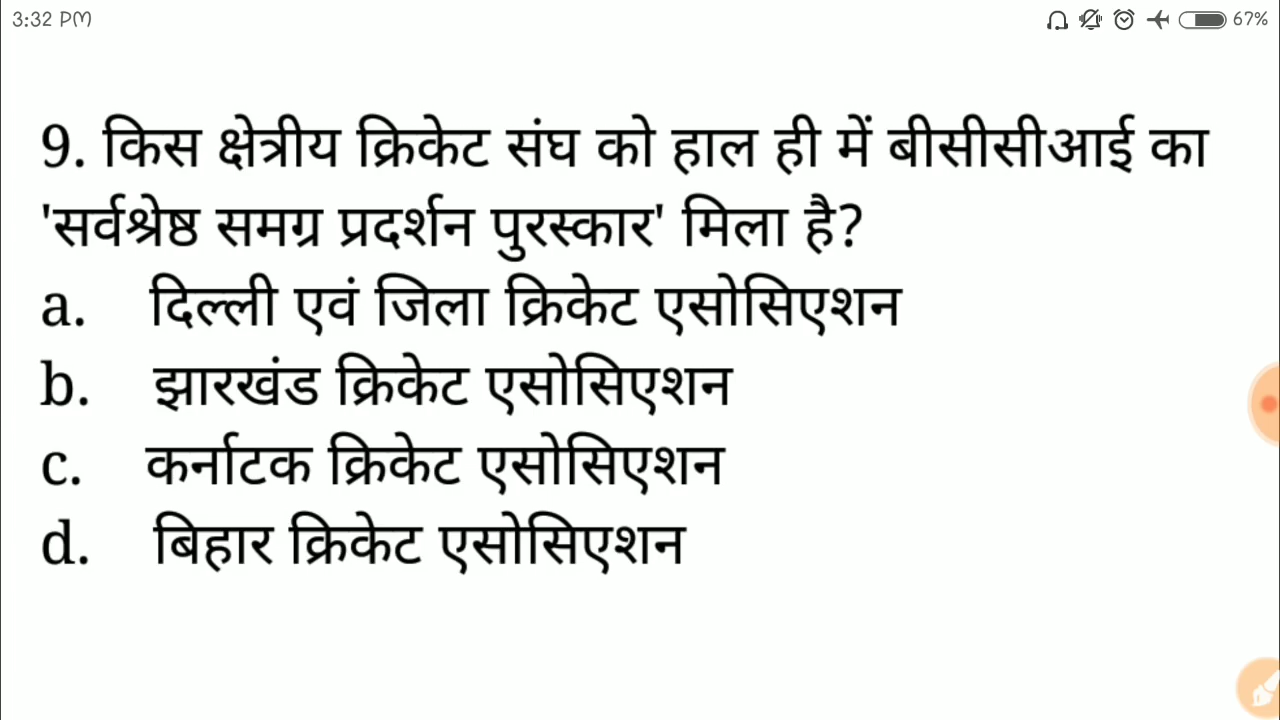 3:32 PM
67%
9. किस क्षेत्रीय क्रिकेट संघ को हाल ही में बीसीसीआई का
'सर्वश्रेष्ठ समग्र प्रदर्शन पुरस्कार' मिला है?
a. दिल्ली एवं जिला क्रिकेट एसोसिएशन
b. झारखंड क्रिकेट एसोसिएशन
c. कर्नाटक क्रिकेट एसोसिएशन
d. बिहार क्रिकेट एसोसिएशन